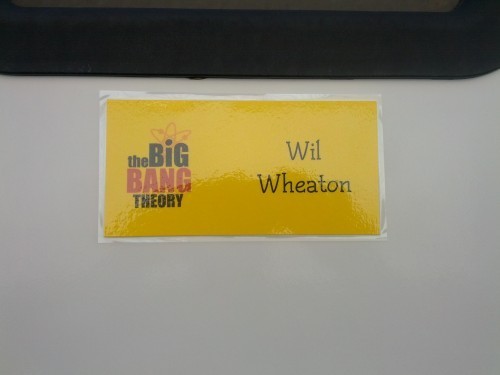 the BiG
BANG
THEORY
Wil
Wheaton